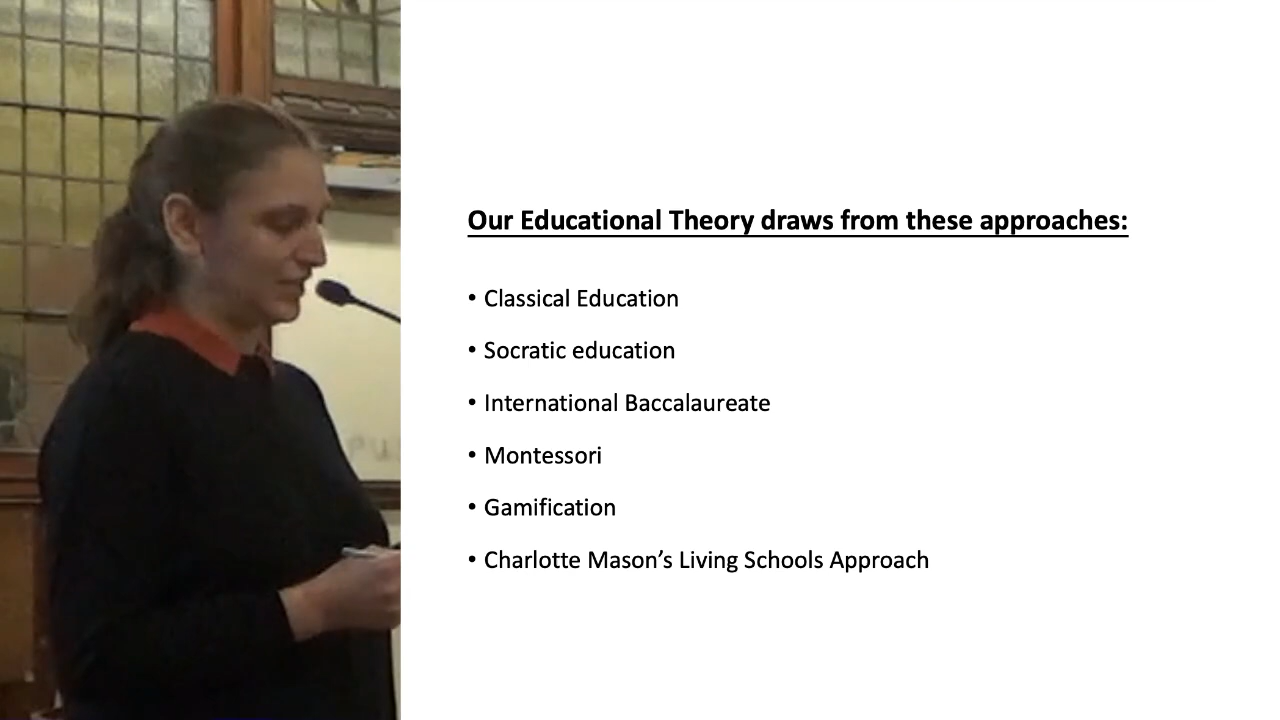 Our Educational Theory draws from these approaches:
• Classical Education
• Socratic education
• International Baccalaureate
• Montessori
• Gamification
• Charlotte Mason’s Living Schools Approach